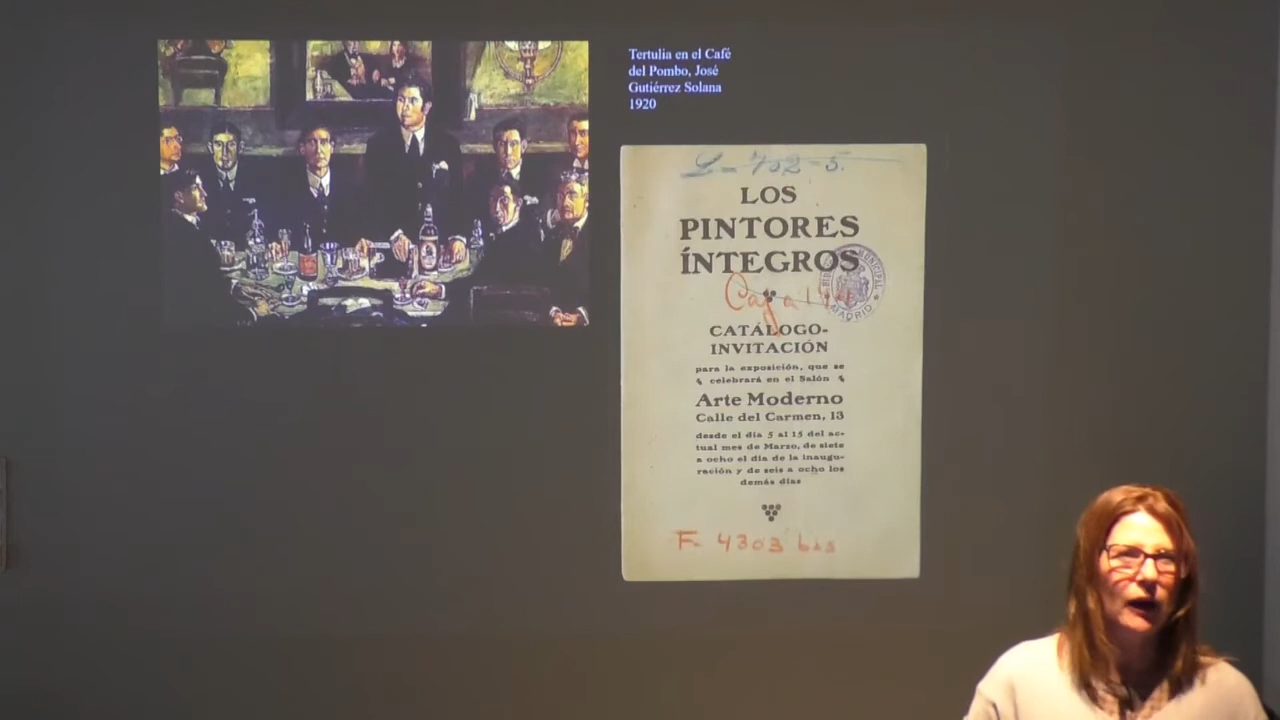 Tertulia en el Café
del Pombo, José
Gutiérrez Solana
1920
L-752-5.
LOS
PINTORES
ÍNTEGROS
CATÁLOGO-
INVITACIÓN
para la exposición, que se
celebrará en el Salón
Arte Moderno
Calle del Carmen, 13
desde el día 5 al 15 del ac-
tual mes de Marzo, de siete
a ocho el día de la inaugu-
ración y de seis a ocho los
demás días
F. 4303 bis
MADRID